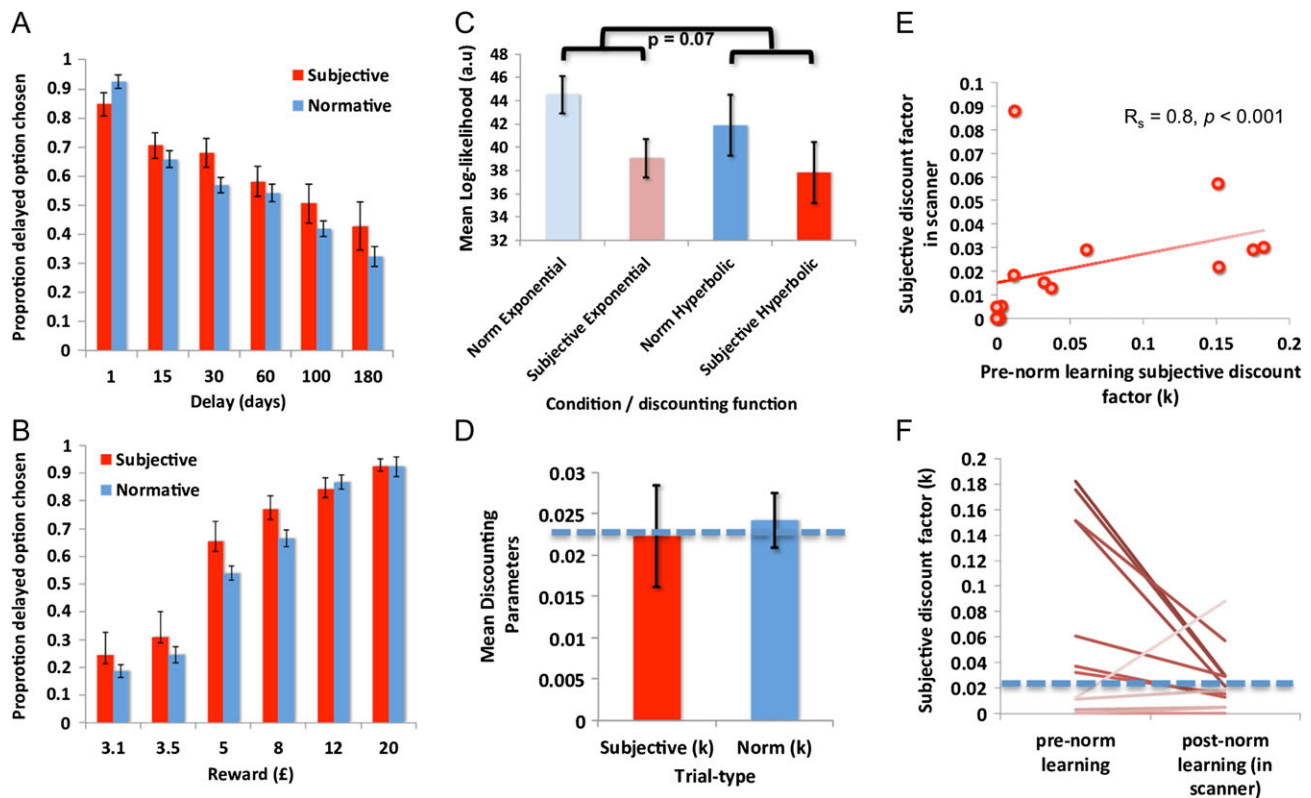 A
Proprotion delayed option chosen
1
0.9
0.8
0.7
0.6
0.5
0.4
0.3
0.2
0.1
0
Subjective
Normative
1 15 30 60 100 180
Delay (days)
B
Proprotion delayed option chosen
1
0.9
0.8
0.7
0.6
0.5
0.4
0.3
0.2
0.1
0
Subjective
Normative
3.1 3.5 5 8 12 20
Reward (£)
C
Mean Log-likelihood (a.u)
48
46
44
42
40
38
36
34
32
p = 0.07
Norm Exponential
Subjective Exponential
Norm Hyperbolic
Subjective Hyperbolic
Condition / discounting function
D
Mean Discounting
Parameters
0.03
0.025
0.02
0.015
0.01
0.005
0
Subjective (k) Norm (k)
Trial-type
E
Subjective discount factor
in scanner
0.1
0.09
0.08
0.07
0.06
0.05
0.04
0.03
0.02
0.01
0
Rs = 0.8, p < 0.001
0 0.05 0.1 0.15 0.2
Pre-norm learning subjective discount
factor (k)
F
Subjective discount factor (k)
0.2
0.18
0.16
0.14
0.12
0.1
0.08
0.06
0.04
0.02
0
pre-norm
learning
post-norm
learning (in
scanner)